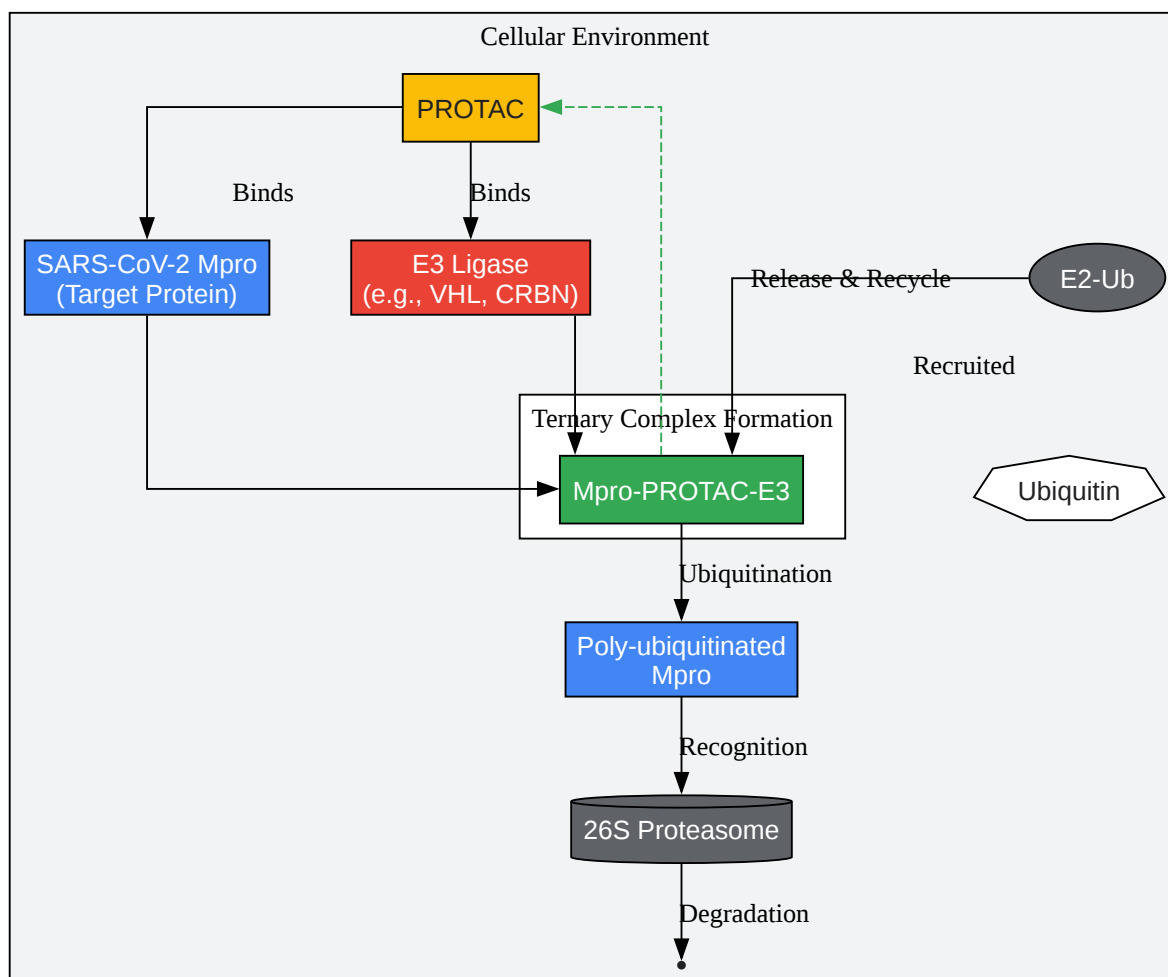 Cellular Environment
PROTAC
Binds
Binds
SARS-CoV-2 Mpro
(Target Protein)
E3 Ligase
(e.g., VHL, CRBN)
Release & Recycle
E2-Ub
Recruited
Ternary Complex Formation
Mpro-PROTAC-E3
Ubiquitin
Ubiquitination
Poly-ubiquitinated
Mpro
Recognition
26S Proteasome
Degradation